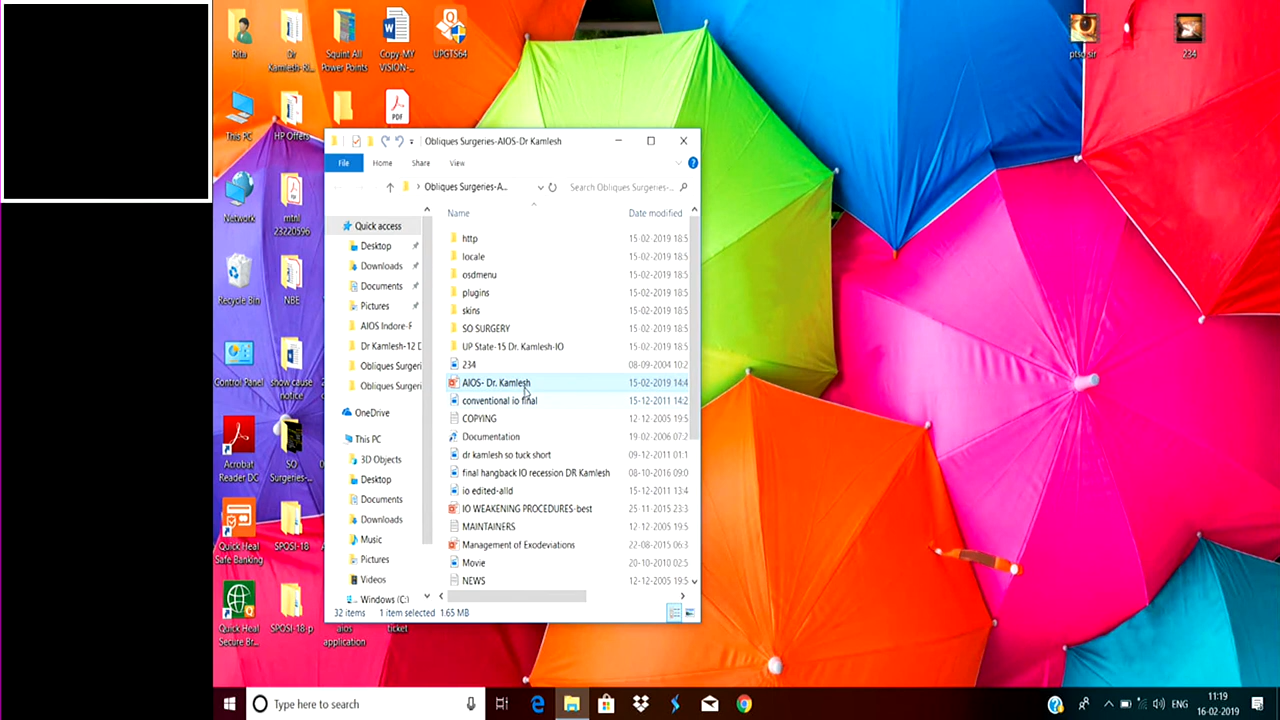 Rita
Dr
Kamlesh-Ri...
Squint All
Power Points
Copy-MY
VISION-...
UPGTS64
ptso sir
234
This PC
HP Offers
PDF
Network
mtnl
23220596
Recycle Bin
NBE
Control Panel
show cause
notice
Acrobat
Reader DC
SO
Surgeries-...
Quick Heal
Safe Banking
SPOSI-18
Quick Heal
Secure Br...
SPOSI-18-p
aios
application
ticket
Obliques Surgeries-AIOS-Dr Kamlesh
File
Home
Share
View
Obliques Surgeries-A...
Search Obliques Surgeries-...
Name
Date modified
Quick access
Desktop
Downloads
Documents
Pictures
AIOS Indore-F
Dr Kamlesh-12 D
Obliques Surgeri
Obliques Surgeri
OneDrive
This PC
3D Objects
Desktop
Documents
Downloads
Music
Pictures
Videos
Windows (C:)
http 15-02-2019 18:5
locale 15-02-2019 18:5
osdmenu 15-02-2019 18:5
plugins 15-02-2019 18:5
skins 15-02-2019 18:5
SO SURGERY 15-02-2019 18:5
UP State-15 Dr. Kamlesh-IO 15-02-2019 18:5
234 08-09-2004 10:2
AIOS- Dr. Kamlesh 15-02-2019 14:4
conventional io final 15-12-2011 14:2
COPYING 12-12-2005 19:5
Documentation 19-02-2006 07:2
dr kamlesh so tuck short 09-12-2011 01:1
final hangback IO recession DR Kamlesh 08-10-2016 09:0
io edited-alld 15-12-2011 13:4
IO WEAKENING PROCEDURES-best 25-11-2015 23:3
MAINTAINERS 12-12-2005 19:5
Management of Exodeviations 22-08-2015 06:3
Movie 20-10-2010 02:5
NEWS 12-12-2005 19:5
32 items 1 item selected 1.65 MB
Type here to search
ENG
11:19
16-02-2019